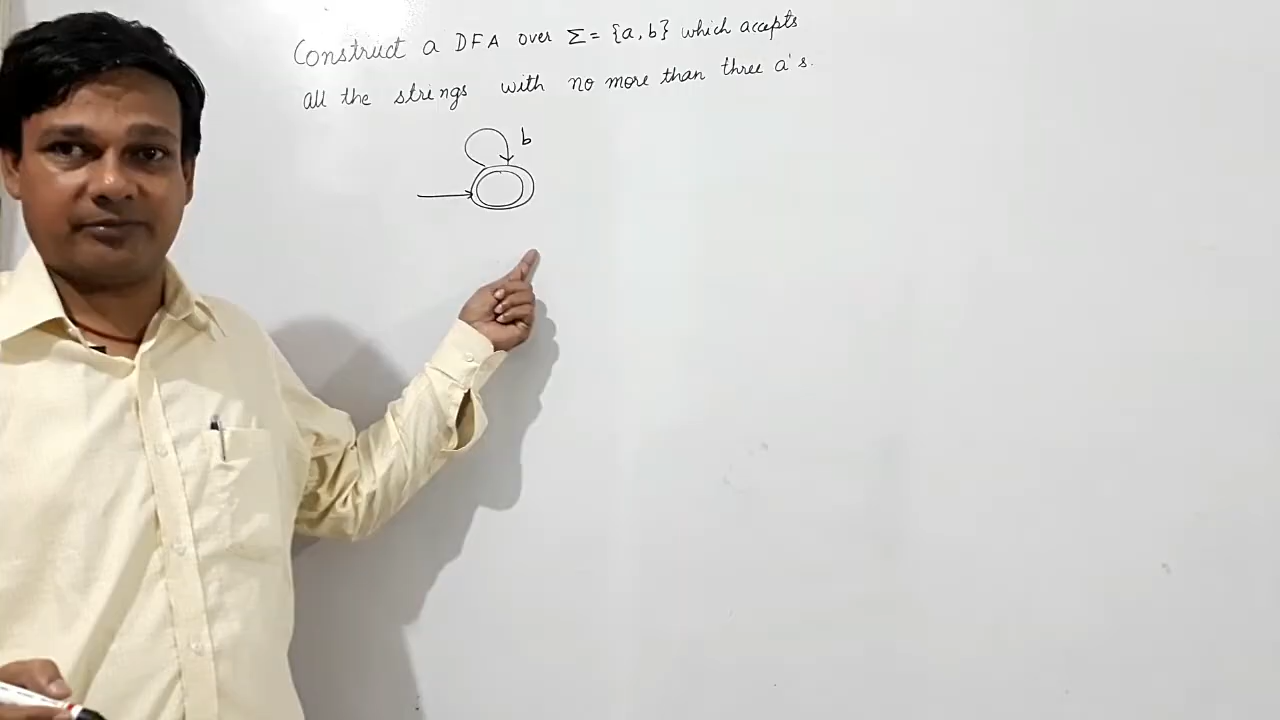 Construct a DFA over Σ = {a, b} which accepts
all the strings with no more than three a's.
b